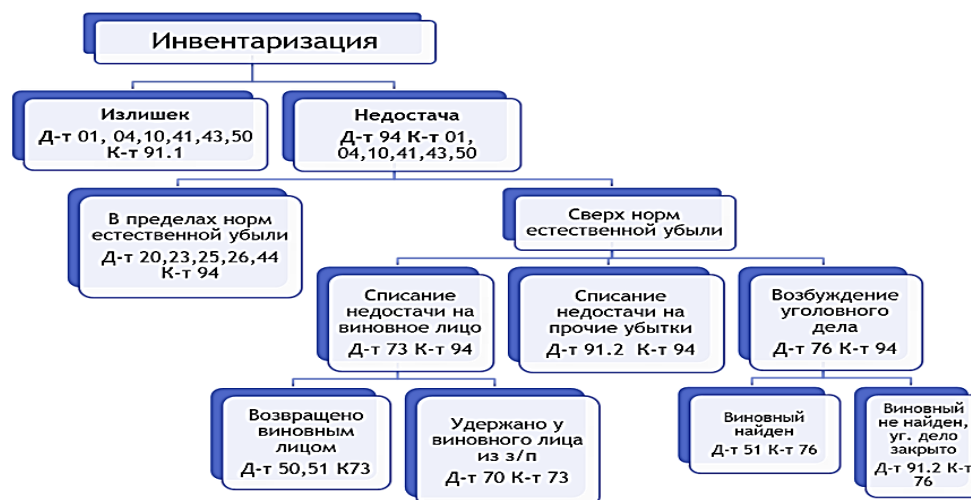 Инвентаризация
Излишек
Д-т 01, 04,10,41,43,50
К-т 91.1
Недостача
Д-т 94 К-т 01,
04,10,41,43,50
В пределах норм
естественной убыли
Д-т 20,23,25,26,44
К-т 94
Сверх норм
естественной убыли
Списание
недостачи на
виновное лицо
Д-т 73 К-т 94
Списание
недостачи на
прочие убытки
Д-т 91.2 К-т 94
Возбуждение
уголовного
дела
Д-т 76 К-т 94
Возвращено
виновным
лицом
Д-т 50,51 К73
Удержано у
виновного лица
из з/п
Д-т 70 К-т 73
Виновный
найден
Д-т 51 К-т 76
Виновный
не найден,
уг. дело
закрыто
Д-т 91.2 К-т
76